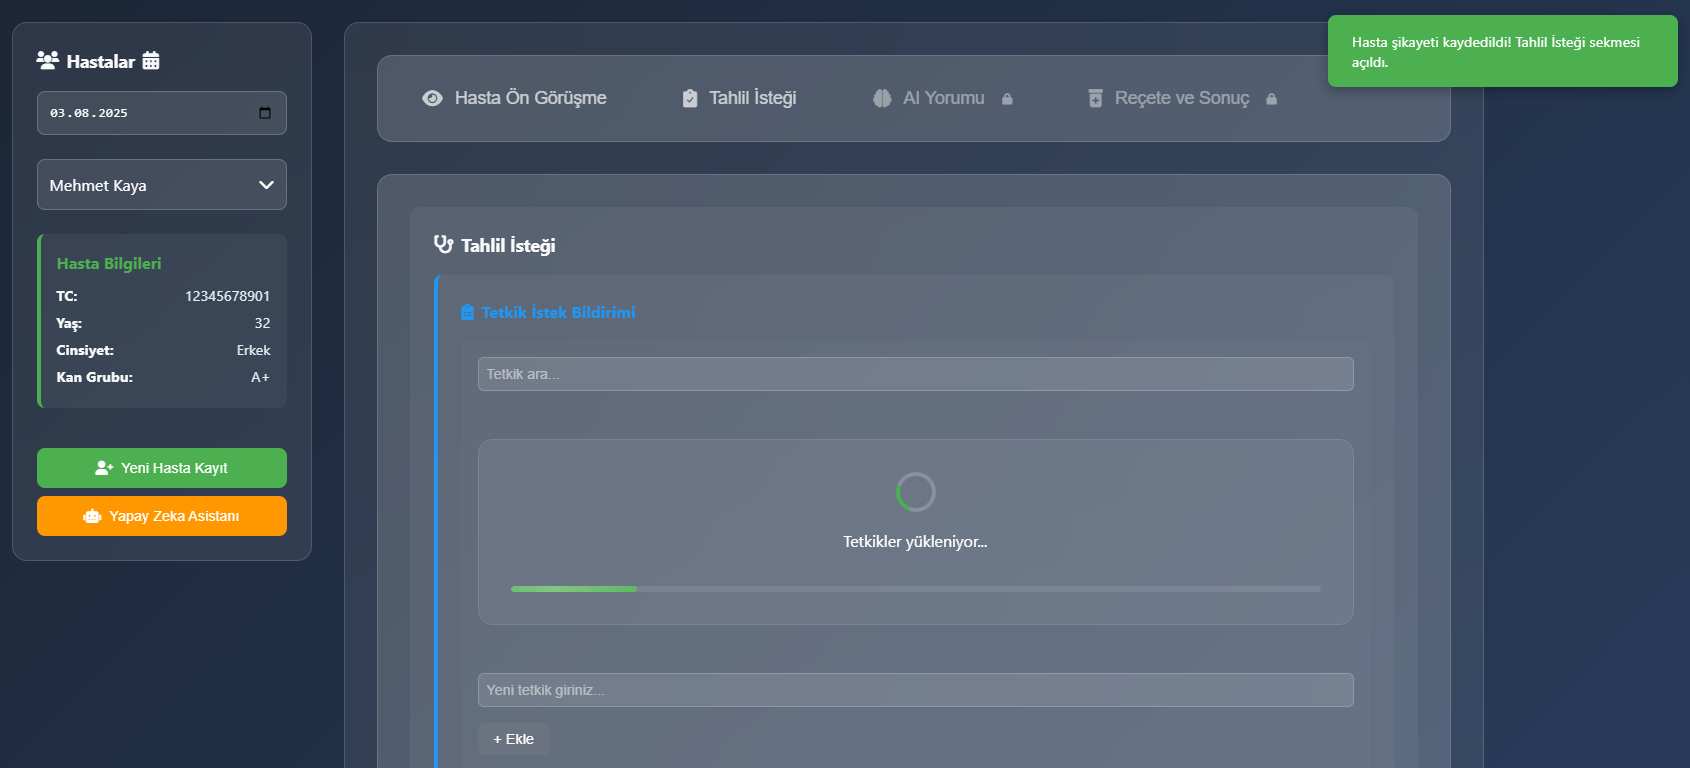 Hastalar
03.08.2025
Mehmet Kaya
Hasta Bilgileri
TC: 12345678901
Yaş: 32
Cinsiyet: Erkek
Kan Grubu: A+
Yeni Hasta Kayıt
Yapay Zeka Asistanı
Hasta Ön Görüşme
Tahlil İsteği
AI Yorumu
Reçete ve Sonuç
Hasta şikayeti kaydedildi! Tahlil İsteği sekmesi
açıldı.
Tahlil İsteği
Tetkik İstek Bildirimi
Tetkik ara...
Tetkikler yükleniyor...
Yeni tetkik giriniz...
+ Ekle